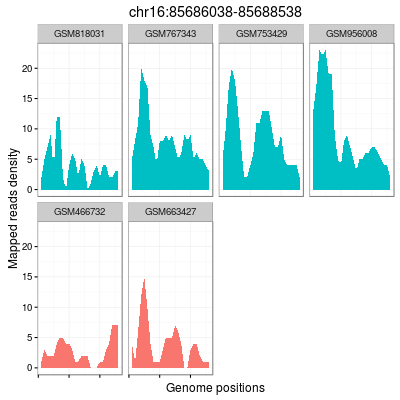 chr16:85686038-85688538
GSM818031 GSM767343 GSM753429 GSM956008
20
15
10
5
0
GSM466732 GSM663427
20
15
10
5
0
Mapped reads density
Genome positions